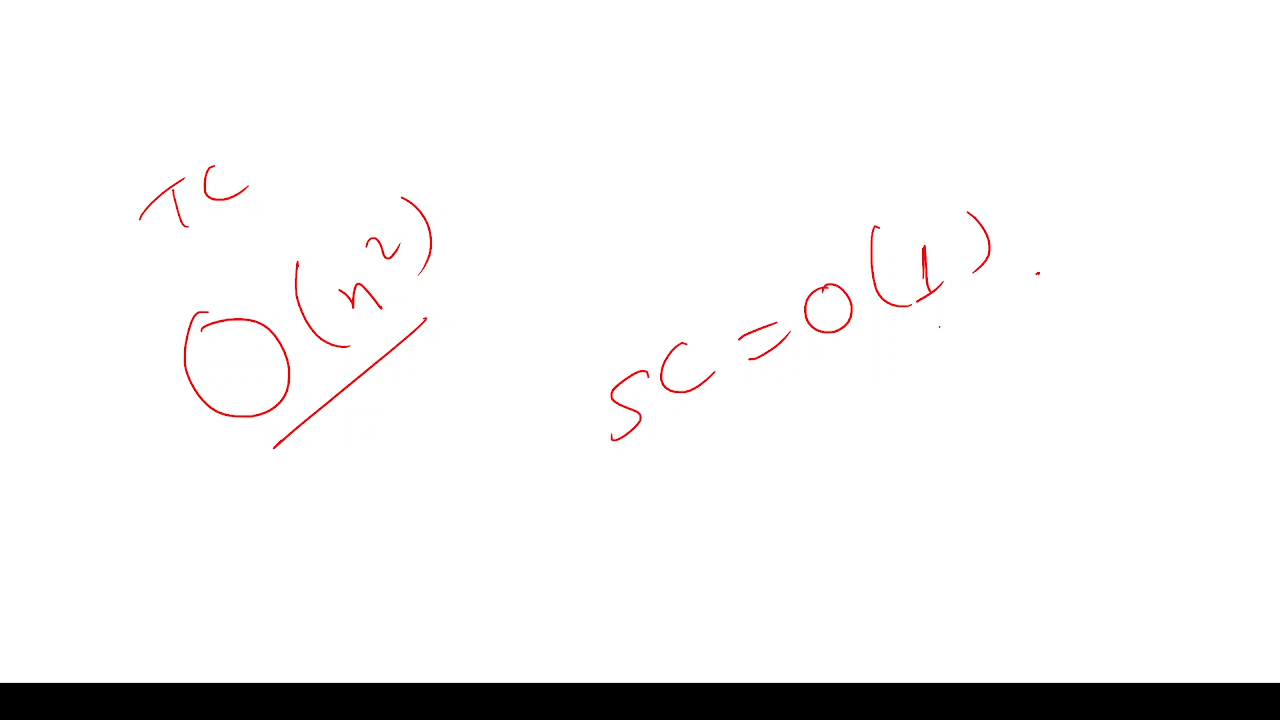 TC
O(n²)
SC = O(1).